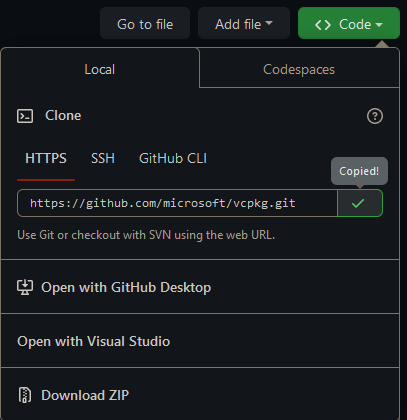 Go to file Add file Code
Local Codespaces
Clone
HTTPS SSH GitHub CLI
Copied!
https://github.com/microsoft/vcpkg.git
Use Git or checkout with SVN using the web URL.
Open with GitHub Desktop
Open with Visual Studio
Download ZIP